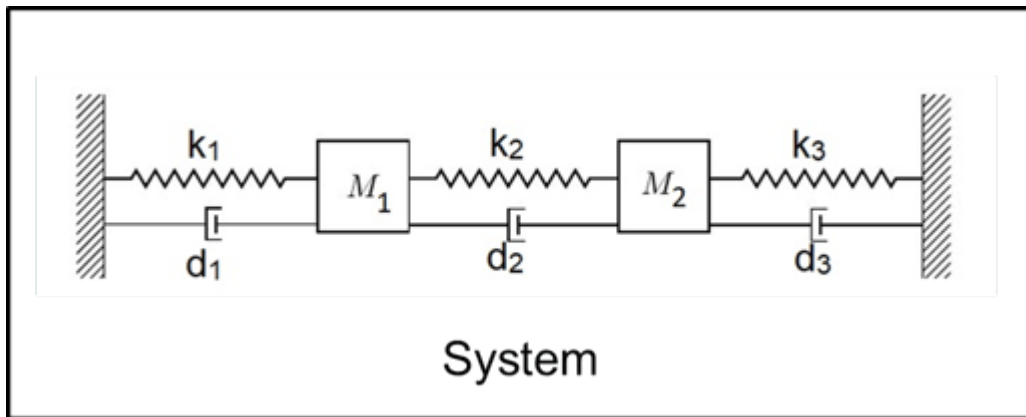 k₁ k₂ k₃
M₁ M₂
d₁ d₂ d₃
System